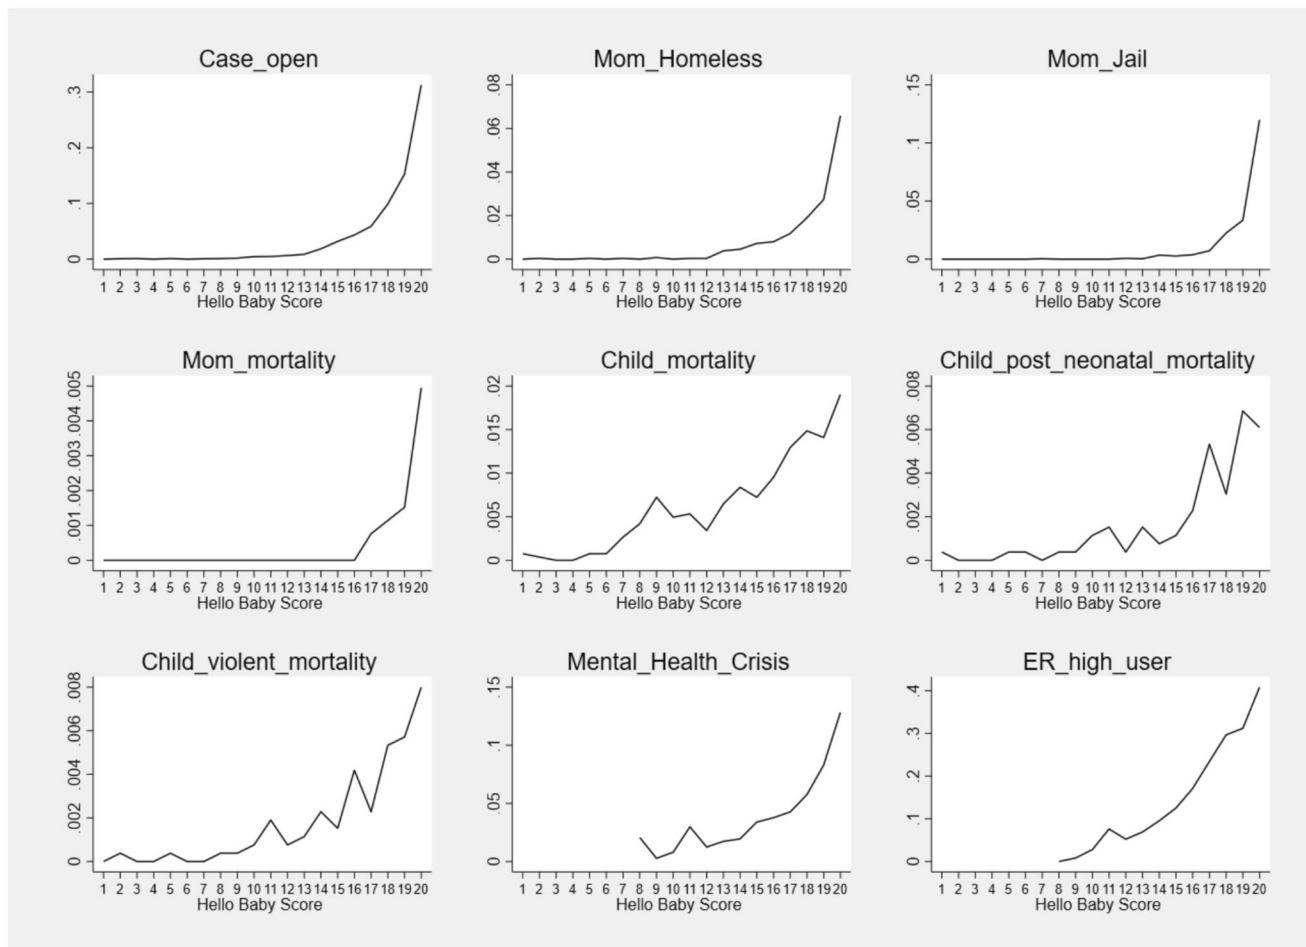 Case_open
.3
.2
.1
0
1 2 3 4 5 6 7 8 9 10 11 12 13 14 15 16 17 18 19 20
Hello Baby Score
Mom_Homeless
.08
.06
.04
.02
0
1 2 3 4 5 6 7 8 9 10 11 12 13 14 15 16 17 18 19 20
Hello Baby Score
Mom_Jail
.15
.1
.05
0
1 2 3 4 5 6 7 8 9 10 11 12 13 14 15 16 17 18 19 20
Hello Baby Score
Mom_mortality
.005
.004
.003
.002
.001
0
1 2 3 4 5 6 7 8 9 10 11 12 13 14 15 16 17 18 19 20
Hello Baby Score
Child_mortality
.02
.015
.01
.005
0
1 2 3 4 5 6 7 8 9 10 11 12 13 14 15 16 17 18 19 20
Hello Baby Score
Child_post_neonatal_mortality
.008
.006
.004
.002
0
1 2 3 4 5 6 7 8 9 10 11 12 13 14 15 16 17 18 19 20
Hello Baby Score
Child_violent_mortality
.008
.006
.004
.002
0
1 2 3 4 5 6 7 8 9 10 11 12 13 14 15 16 17 18 19 20
Hello Baby Score
Mental_Health_Crisis
.15
.1
.05
0
1 2 3 4 5 6 7 8 9 10 11 12 13 14 15 16 17 18 19 20
Hello Baby Score
ER_high_user
.4
.3
.2
.1
0
1 2 3 4 5 6 7 8 9 10 11 12 13 14 15 16 17 18 19 20
Hello Baby Score